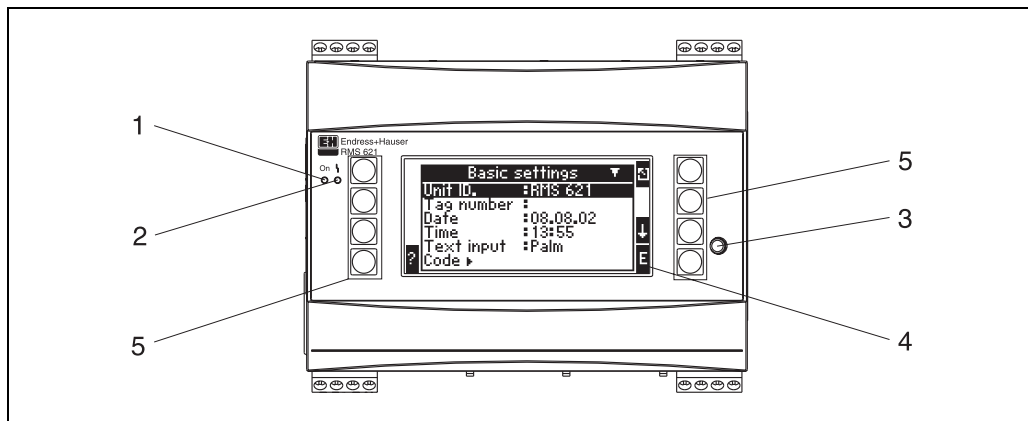 1
2
5
EH Endress+Hauser
RMS 621
On
Basic settings
Unit ID. :RMS 621
Tag number :
Date :08.08.02
Time :13:55
Text input :Palm
Code
?
E
5
3
4